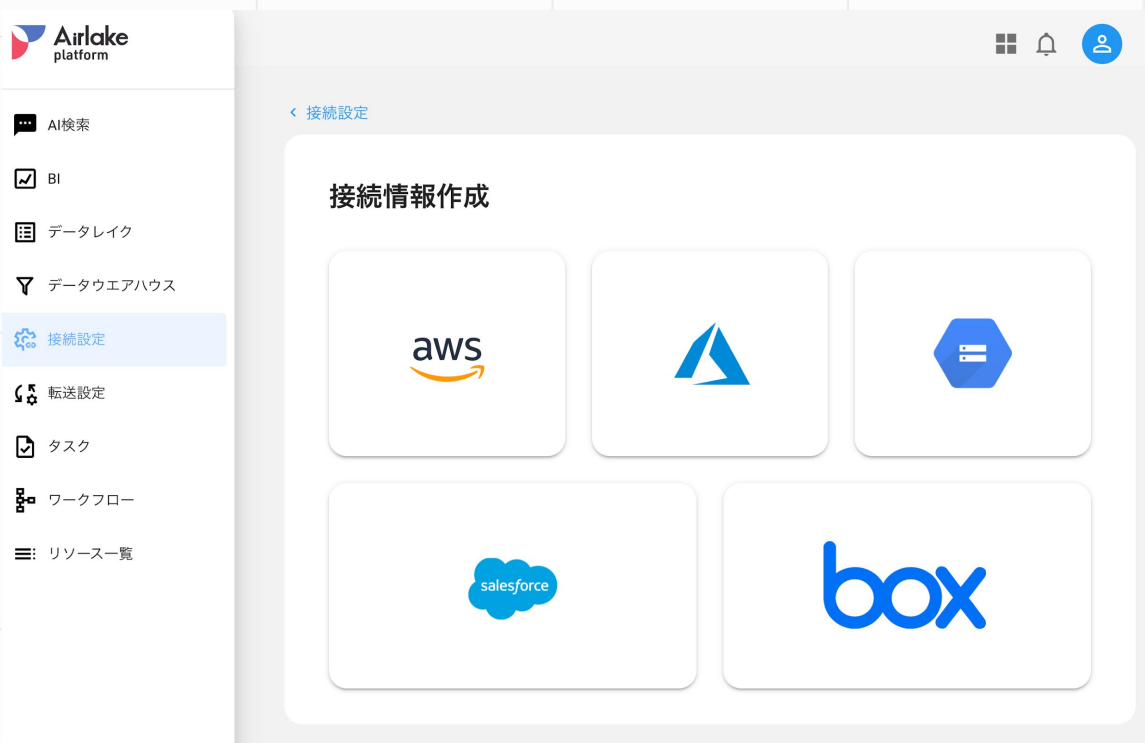 Airlake
platform
AI検索
BI
データレイク
データウエアハウス
接続設定
転送設定
タスク
ワークフロー
リソース一覧
接続設定
接続情報作成
aws
salesforce
box